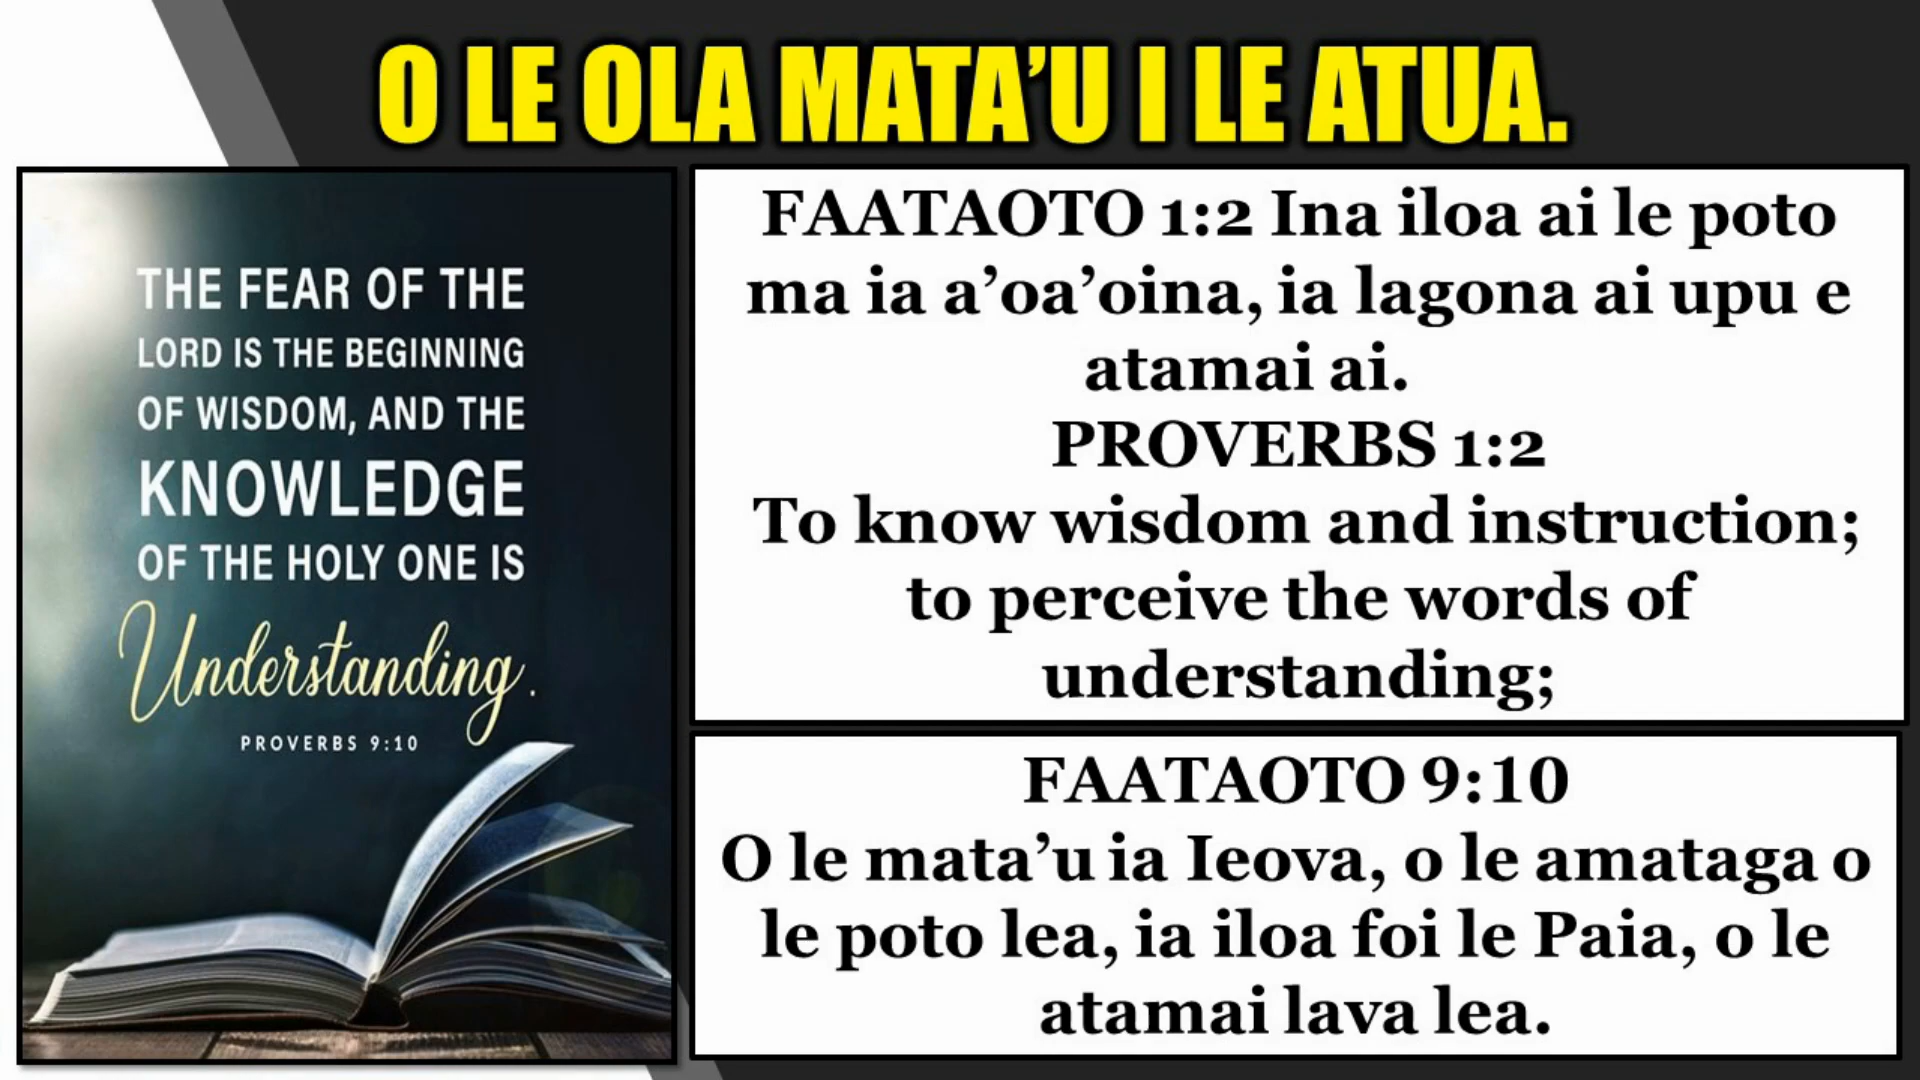 O LE OLA MATA’U I LE ATUA.
THE FEAR OF THE
LORD IS THE BEGINNING
OF WISDOM, AND THE
KNOWLEDGE
OF THE HOLY ONE IS
Understanding.
PROVERBS 9:10
FAATAOTO 1:2 Ina iloa ai le poto
ma ia a’oa’oina, ia lagona ai upu e
atamai ai.
PROVERBS 1:2
To know wisdom and instruction;
to perceive the words of
understanding;
FAATAOTO 9:10
O le mata’u ia Ieova, o le amataga o
le poto lea, ia iloa foi le Paia, o le
atamai lava lea.